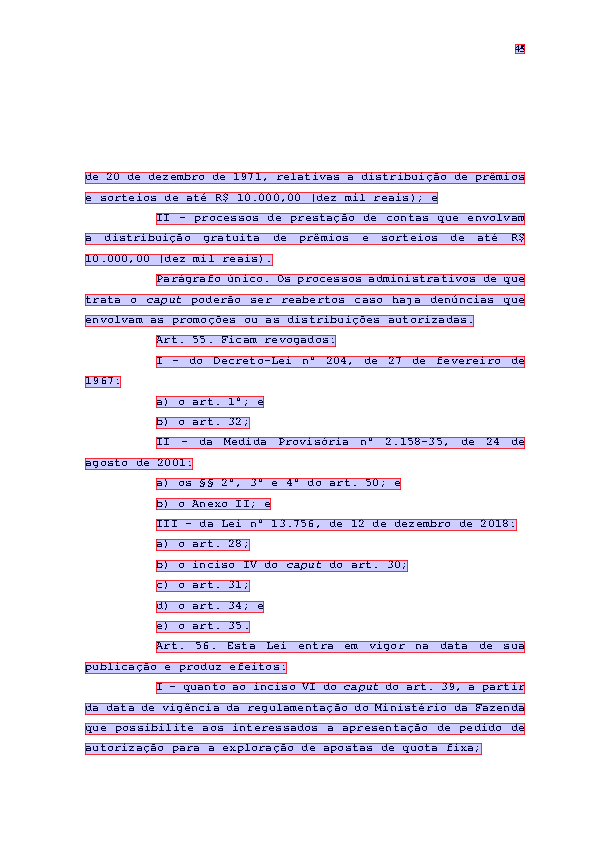 45
de 20 de dezembro de 1971, relativas a distribuição de prêmios
e sorteios de até R$ 10.000,00 (dez mil reais); e
II - processos de prestação de contas que envolvam
a distribuição gratuita de prêmios e sorteios de até R$
10.000,00 (dez mil reais).
Parágrafo único. Os processos administrativos de que
trata o caput poderão ser reabertos caso haja denúncias que
envolvam as promoções ou as distribuições autorizadas.
Art. 55. Ficam revogados:
I - do Decreto-Lei nº 204, de 27 de fevereiro de
1967:
a) o art. 1º; e
b) o art. 32;
II - da Medida Provisória nº 2.158-35, de 24 de
agosto de 2001:
a) os §§ 2º, 3º e 4º do art. 50; e
b) o Anexo II; e
III - da Lei nº 13.756, de 12 de dezembro de 2018:
a) o art. 28;
b) o inciso IV do caput do art. 30;
c) o art. 31;
d) o art. 34; e
e) o art. 35.
Art. 56. Esta Lei entra em vigor na data de sua
publicação e produz efeitos:
I - quanto ao inciso VI do caput do art. 39, a partir
da data de vigência da regulamentação do Ministério da Fazenda
que possibilite aos interessados a apresentação de pedido de
autorização para a exploração de apostas de quota fixa;